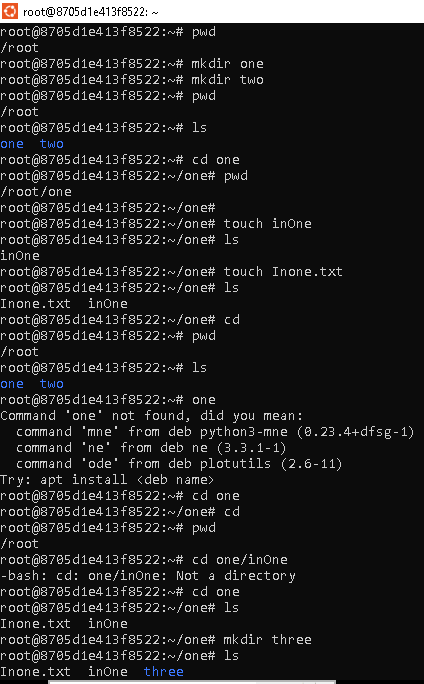 root@8705d1e413f8522: ~
root@8705d1e413f8522:~# pwd
/root
root@8705d1e413f8522:~# mkdir one
root@8705d1e413f8522:~# mkdir two
root@8705d1e413f8522:~# pwd
/root
root@8705d1e413f8522:~# ls
one  two
root@8705d1e413f8522:~# cd one
root@8705d1e413f8522:~/one# pwd
/root/one
root@8705d1e413f8522:~/one#
root@8705d1e413f8522:~/one# touch inOne
root@8705d1e413f8522:~/one# ls
inOne
root@8705d1e413f8522:~/one# touch Inone.txt
root@8705d1e413f8522:~/one# ls
Inone.txt  inOne
root@8705d1e413f8522:~/one# cd
root@8705d1e413f8522:~# pwd
/root
root@8705d1e413f8522:~# ls
one  two
root@8705d1e413f8522:~# one
Command 'one' not found, did you mean:
  command 'mne' from deb python3-mne (0.23.4+dfsg-1)
  command 'ne' from deb ne (3.3.1-1)
  command 'ode' from deb plotutils (2.6-11)
Try: apt install <deb name>
root@8705d1e413f8522:~# cd one
root@8705d1e413f8522:~/one# cd
root@8705d1e413f8522:~# pwd
/root
root@8705d1e413f8522:~# cd one/inOne
-bash: cd: one/inOne: Not a directory
root@8705d1e413f8522:~# cd one
root@8705d1e413f8522:~/one# ls
Inone.txt  inOne
root@8705d1e413f8522:~/one# mkdir three
root@8705d1e413f8522:~/one# ls
Inone.txt  inOne  three